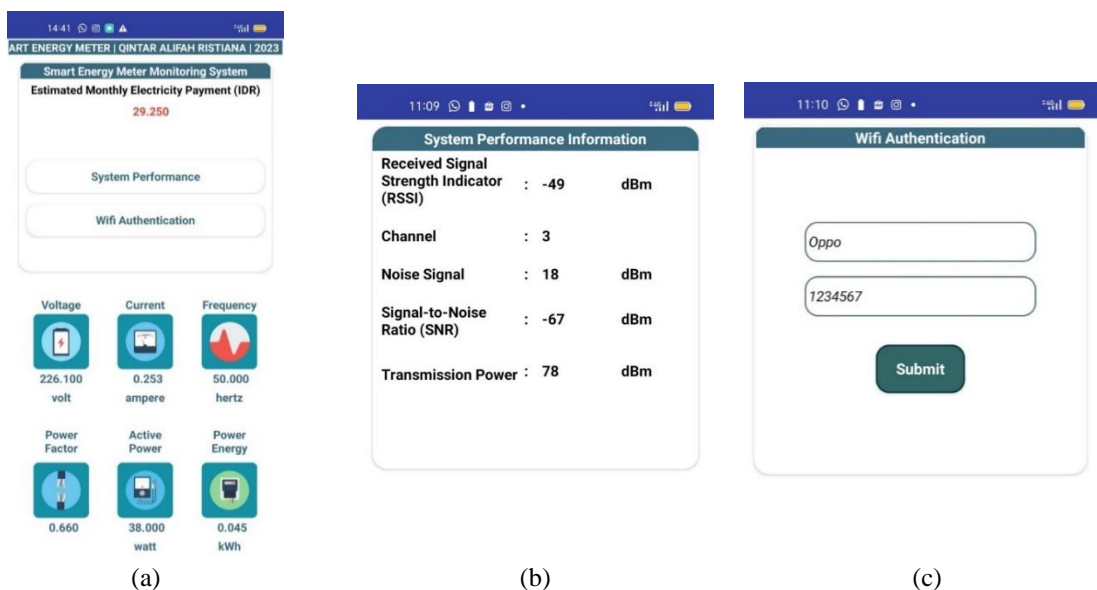 14:41
ART ENERGY METER | QINTAR ALIFAH RISTIANA | 2023
Smart Energy Meter Monitoring System
Estimated Monthly Electricity Payment (IDR)
29.250
System Performance
Wifi Authentication
Voltage Current Frequency
226.100 0.253 50.000
volt ampere hertz
Power Active Power
Factor Power Energy
0.660 38.000 0.045
watt kWh
(a)
11:09
System Performance Information
Received Signal
Strength Indicator : -49 dBm
(RSSI)
Channel : 3
Noise Signal : 18 dBm
Signal-to-Noise
Ratio (SNR) : -67 dBm
Transmission Power : 78 dBm
(b)
11:10
Wifi Authentication
Oppo
1234567
Submit
(c)